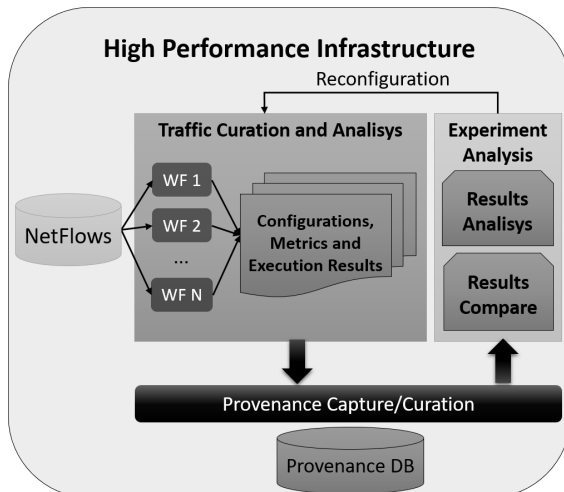 High Performance Infrastructure
Reconfiguration
Traffic Curation and Analisys
Experiment
Analysis
NetFlows
WF 1
WF 2
...
WF N
Configurations,
Metrics and
Execution Results
Results
Analisys
Results
Compare
Provenance Capture/Curation
Provenance DB